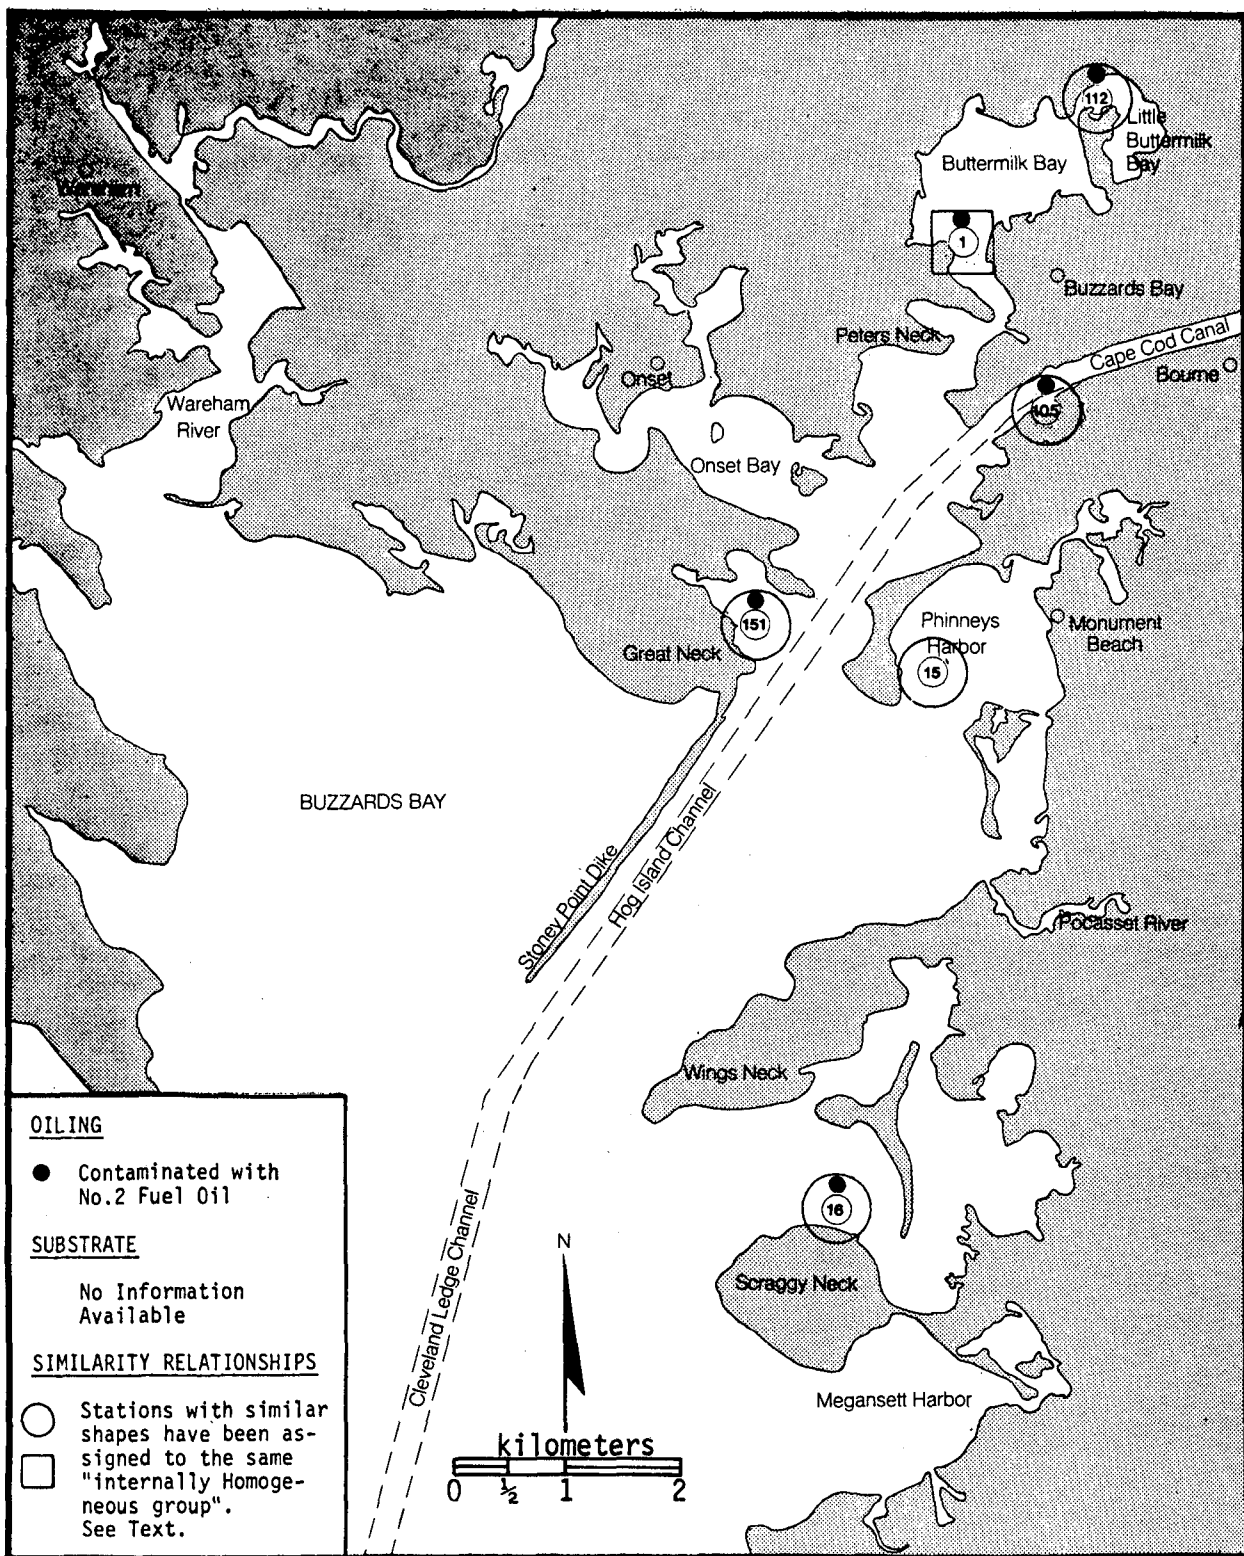 112
Little
Buttermilk
Bay
Buttermilk Bay
Wareham
1
Buzzards Bay
Peters Neck
Cape Cod Canal
Bourne
Onset
105
Wareham
River
Onset Bay
151
Phinneys
Harbor
Monument
Beach
Great Neck
15
BUZZARDS BAY
Hog Island Channel
Stoney Point Dike
Pocasset River
Wings Neck
OILING
Contaminated with
No.2 Fuel Oil
SUBSTRATE
No Information
Available
SIMILARITY RELATIONSHIPS
Stations with similar
shapes have been as-
signed to the same
"internally Homoge-
neous group".
See Text.
Cleveland Ledge Channel
16
N
Scraggy Neck
Megansett Harbor
kilometers
0 ½ 1 2